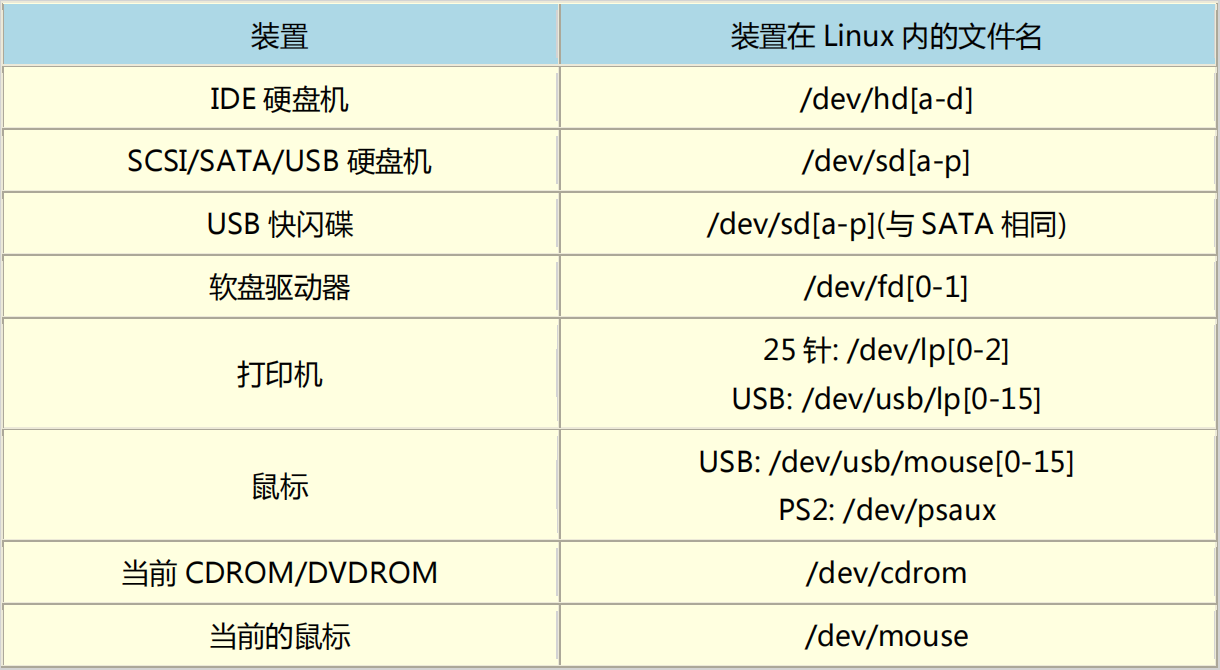 装置 装置在 Linux 内的文件名
IDE 硬盘机 /dev/hd[a-d]
SCSI/SATA/USB 硬盘机 /dev/sd[a-p]
USB 快闪碟 /dev/sd[a-p](与 SATA 相同)
软盘驱动器 /dev/fd[0-1]
打印机 25 针: /dev/lp[0-2]
USB: /dev/usb/lp[0-15]
鼠标 USB: /dev/usb/mouse[0-15]
PS2: /dev/psaux
当前 CDROM/DVDROM /dev/cdrom
当前的鼠标 /dev/mouse